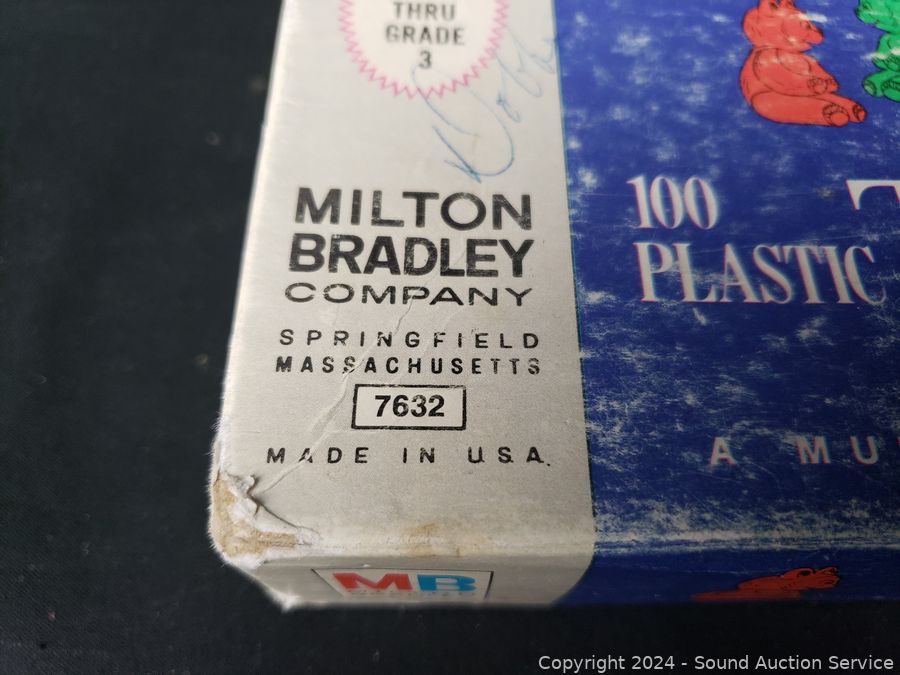 THRU
GRADE
3
MILTON
BRADLEY
COMPANY
SPRINGFIELD
MASSACHUSETTS
7632
MADE IN U.S.A.
MB
100
PLASTIC
A MU
Copyright © 2024 - Sound Auction Service